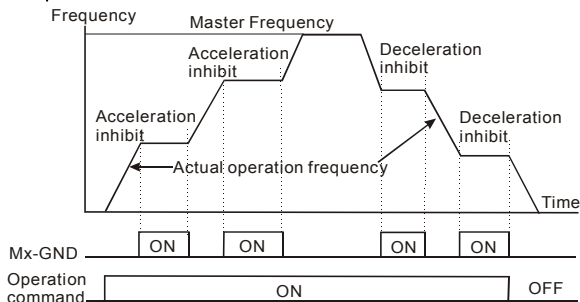 Frequency
Master Frequency
Acceleration
inhibit
Deceleration
inhibit
Acceleration
inhibit
Deceleration
inhibit
Actual operation frequency
Time
Mx-GND
ON
ON
ON
ON
Operation
command
ON
OFF